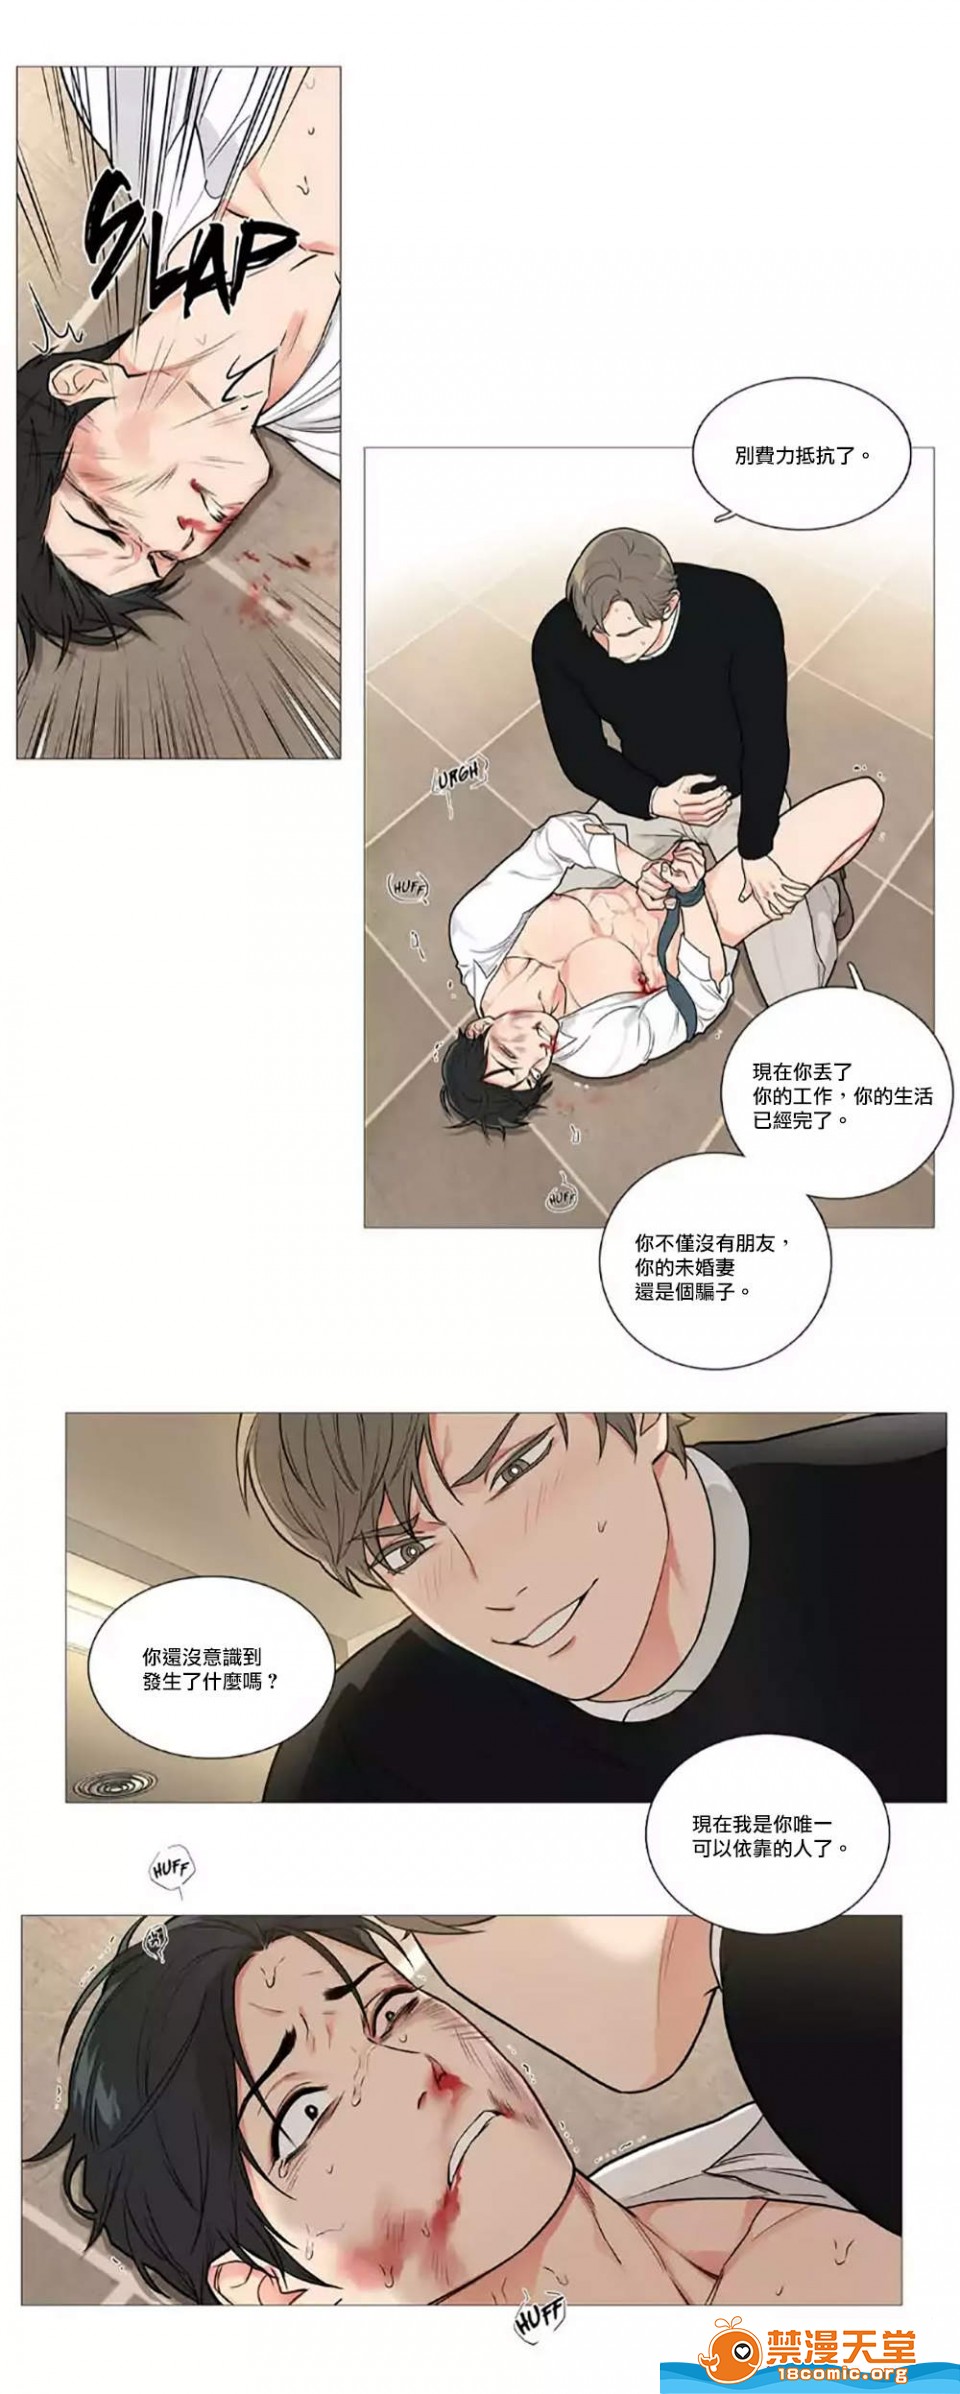 SLAP
別費力抵抗了。
URGH
HUFF
現在你丟了
你的工作，你的生活
已經完了。
HUFF
你不僅沒有朋友，
你的未婚妻
還是個騙子。
你還沒意識到
發生了什麼嗎？
現在我是你唯一
可以依靠的人了。
HUFF
HUFF
禁漫天堂
18comic.org